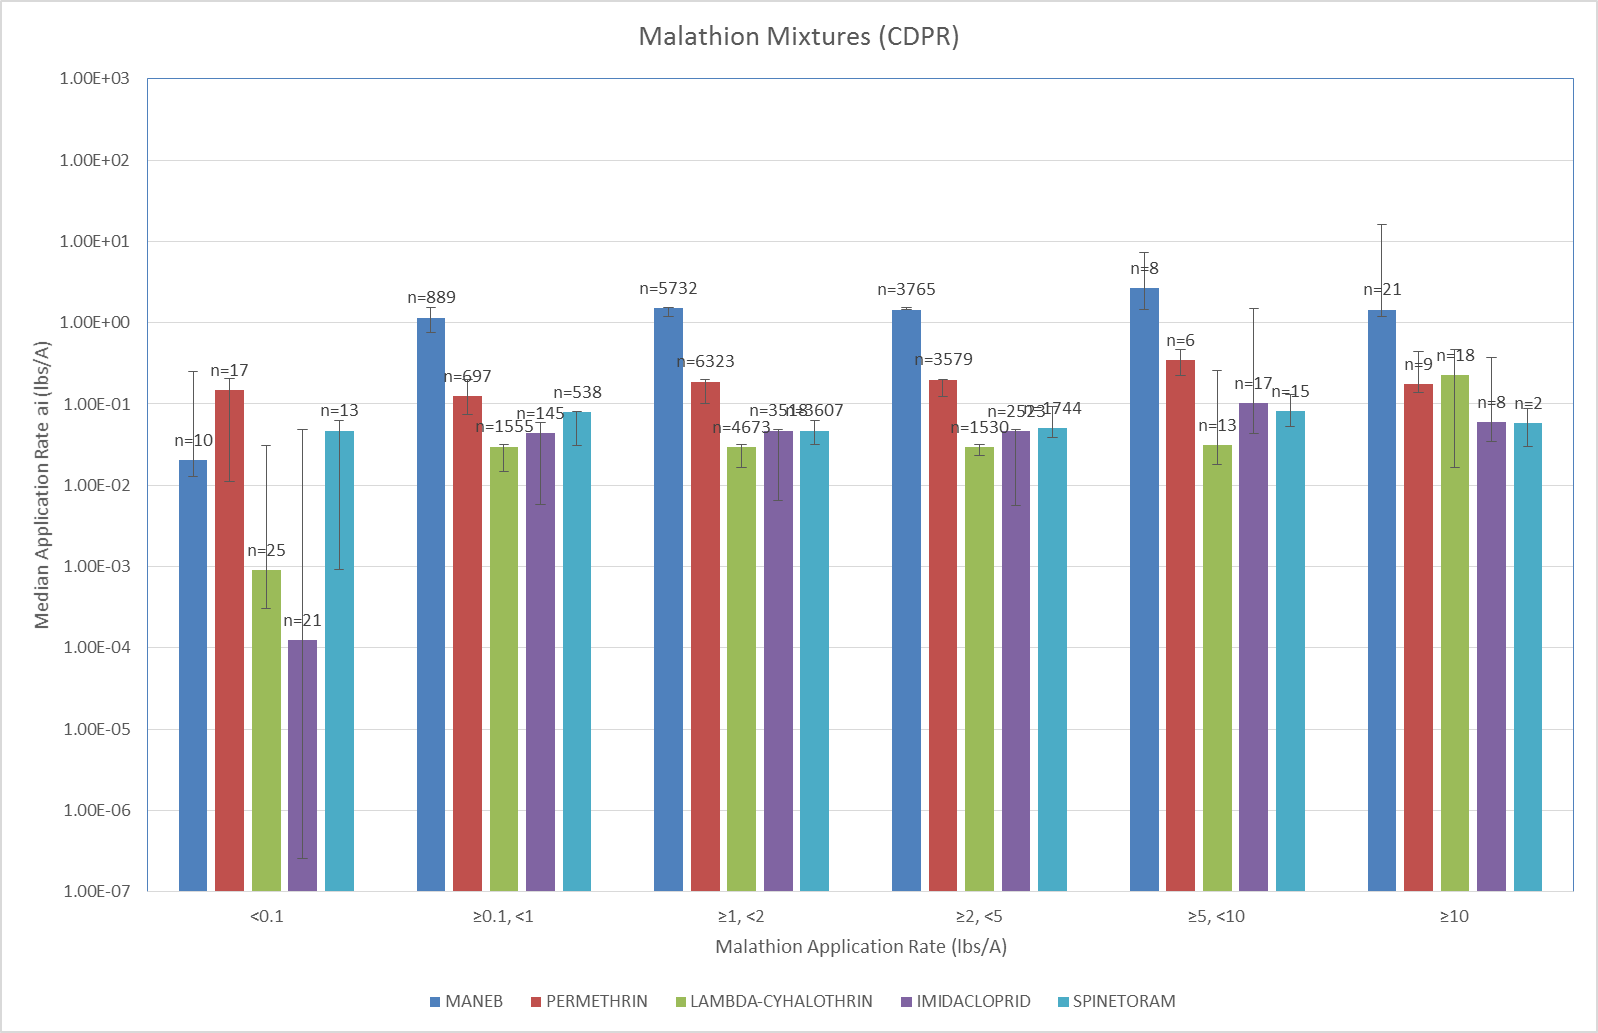 Malathion Mixtures (CDPR)
1.00E+03
1.00E+02
1.00E+01
1.00E+00
1.00E-01
1.00E-02
1.00E-03
1.00E-04
1.00E-05
1.00E-06
1.00E-07
Median Application Rate ai (lbs/A)
n=10
n=17
n=25
n=21
n=13
n=889
n=697
n=1555
n=145
n=538
n=5732
n=6323
n=4673
n=3518
n=3607
n=3765
n=3579
n=1530
n=2523
n=1744
n=8
n=6
n=13
n=17
n=15
n=21
n=9
n=18
n=8
n=2
<0.1
≥0.1, <1
≥1, <2
≥2, <5
≥5, <10
≥10
Malathion Application Rate (lbs/A)
MANEB
PERMETHRIN
LAMBDA-CYHALOTHRIN
IMIDACLOPRID
SPINETORAM